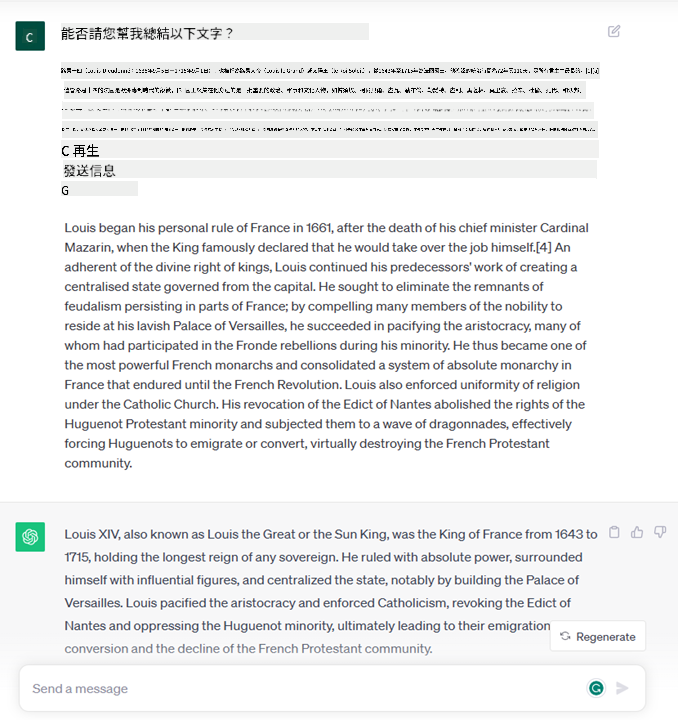 C
能否請您幫我總結以下文字？
C 再生
發送信息
G
Louis began his personal rule of France in 1661, after the death of his chief minister Cardinal
Mazarin, when the King famously declared that he would take over the job himself.[4] An
adherent of the divine right of kings, Louis continued his predecessors' work of creating a
centralised state governed from the capital. He sought to eliminate the remnants of
feudalism persisting in parts of France; by compelling many members of the nobility to
reside at his lavish Palace of Versailles, he succeeded in pacifying the aristocracy, many of
whom had participated in the Fronde rebellions during his minority. He thus became one of
the most powerful French monarchs and consolidated a system of absolute monarchy in
France that endured until the French Revolution. Louis also enforced uniformity of religion
under the Catholic Church. His revocation of the Edict of Nantes abolished the rights of the
Huguenot Protestant minority and subjected them to a wave of dragonnades, effectively
forcing Huguenots to emigrate or convert, virtually destroying the French Protestant
community.
Louis XIV, also known as Louis the Great or the Sun King, was the King of France from 1643 to
1715, holding the longest reign of any sovereign. He ruled with absolute power, surrounded
himself with influential figures, and centralized the state, notably by building the Palace of
Versailles. Louis pacified the aristocracy and enforced Catholicism, revoking the Edict of
Nantes and oppressing the Huguenot minority, ultimately leading to their emigration
Regenerate
conversion and the decline of the French Protestant community.
Send a message